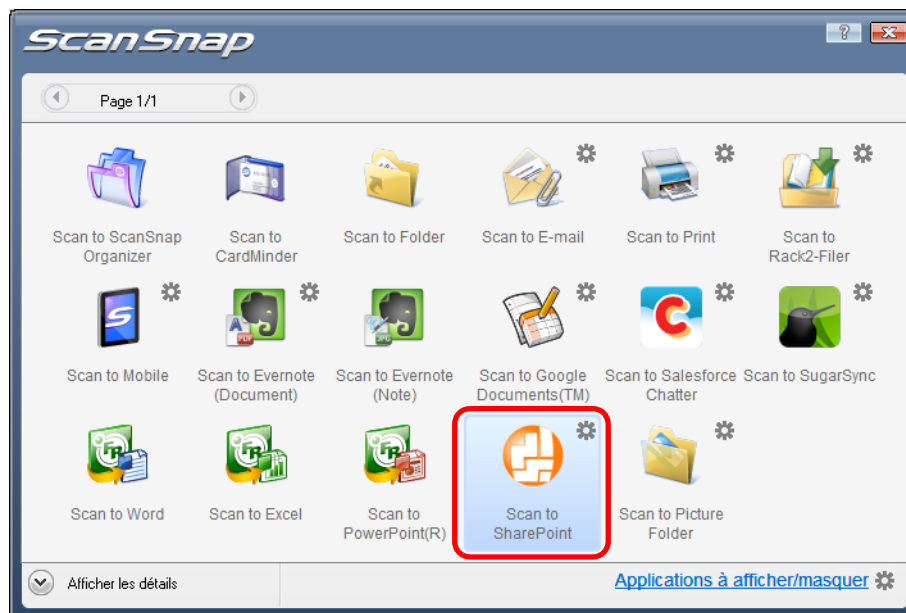 ScanSnap
Page 1/1
Scan to ScanSnap
Organizer
Scan to
CardMinder
Scan to Folder
Scan to E-mail
Scan to Print
Scan to
Rack2-Filer
Scan to Mobile
Scan to Evernote
(Document)
Scan to Evernote
(Note)
Scan to Google
Documents(TM)
Scan to Salesforce
Chatter
Scan to SugarSync
Scan to Word
Scan to Excel
Scan to
PowerPoint(R)
Scan to
SharePoint
Scan to Picture
Folder
Afficher les détails
Applications à afficher/masquer